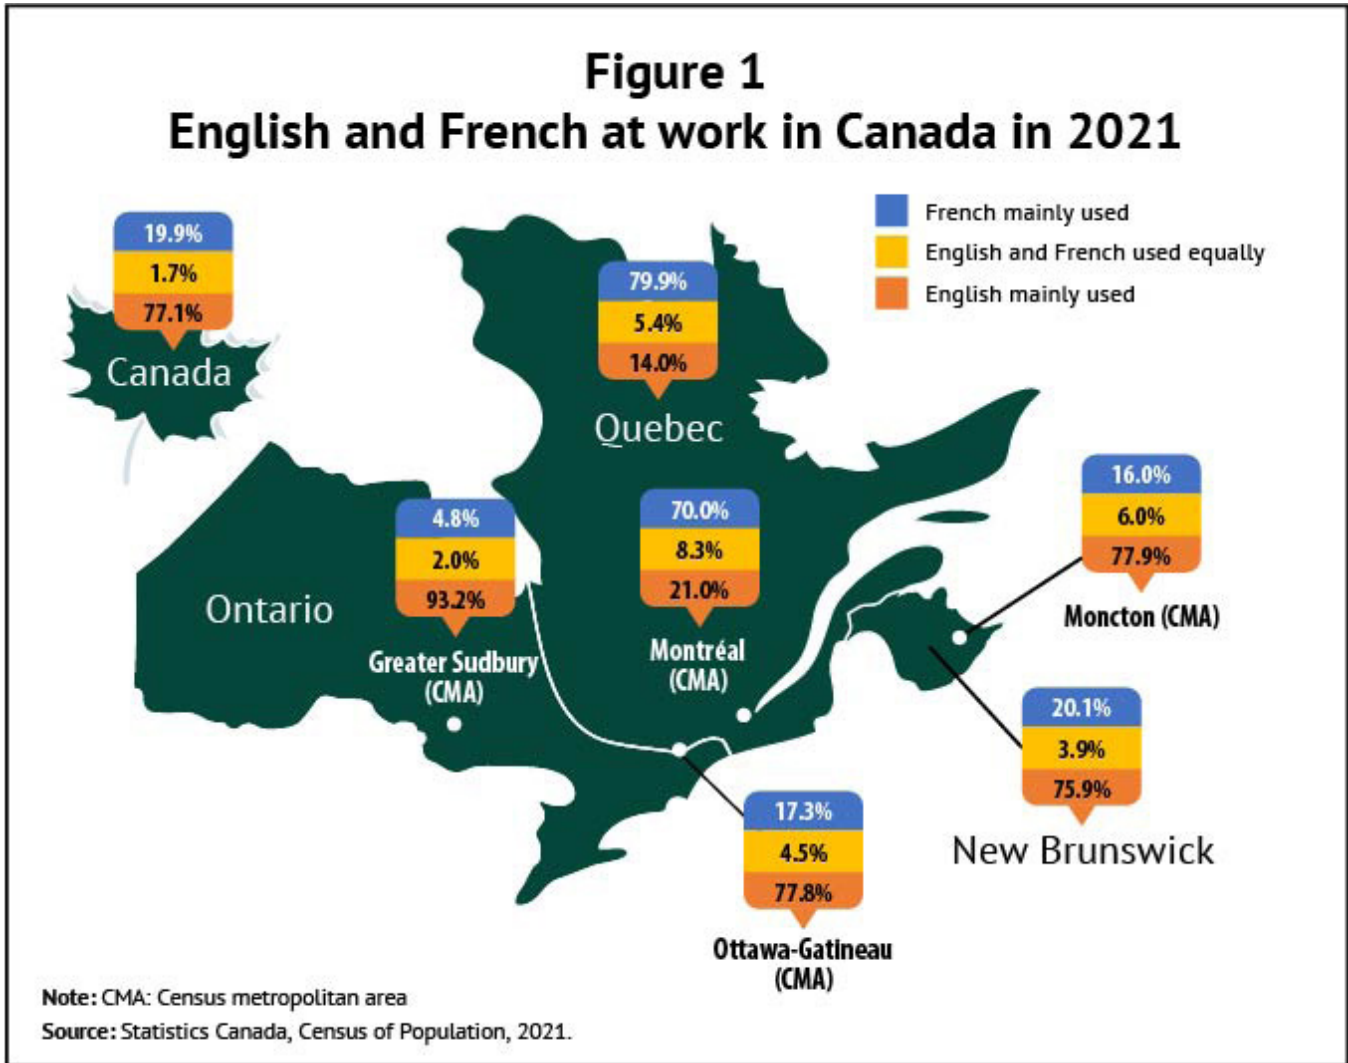 Figure 1
English and French at work in Canada in 2021
French mainly used
English and French used equally
English mainly used
19.9%
1.7%
77.1%
Canada
79.9%
5.4%
14.0%
Quebec
4.8%
2.0%
93.2%
Ontario
Greater Sudbury
(CMA)
70.0%
8.3%
21.0%
Montréal
(CMA)
16.0%
6.0%
77.9%
Moncton (CMA)
20.1%
3.9%
75.9%
New Brunswick
17.3%
4.5%
77.8%
Ottawa-Gatineau
(CMA)
Note: CMA: Census metropolitan area
Source: Statistics Canada, Census of Population, 2021.